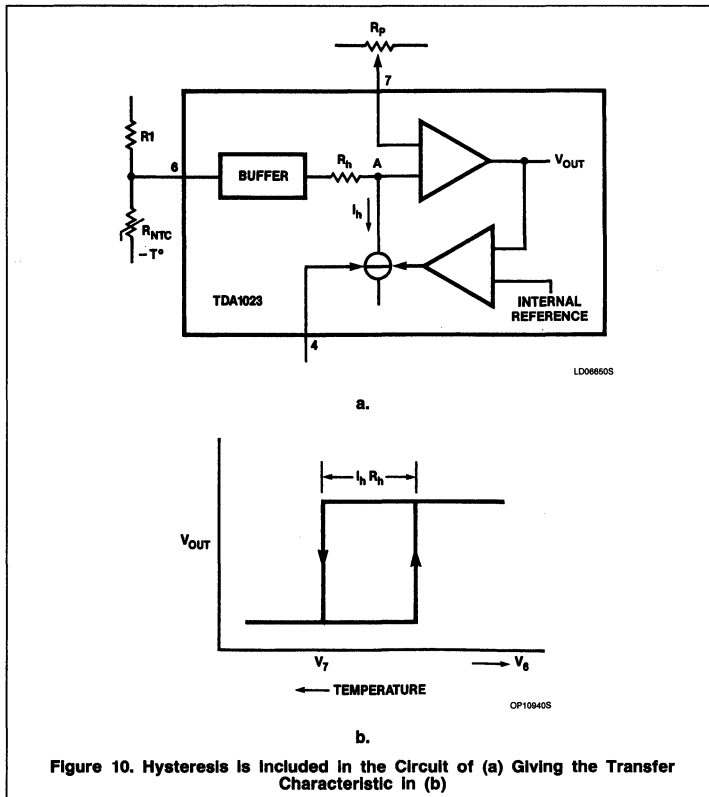 Rp
7
R1
6
BUFFER
Rh
A
VOUT
Ih
RNTC
–T°
TDA1023
INTERNAL
REFERENCE
4
LD06650S
a.
Ih Rh
VOUT
V7
V6
TEMPERATURE
OP10940S
b.
Figure 10. Hysteresis is Included in the Circuit of (a) Giving the Transfer
Characteristic in (b)